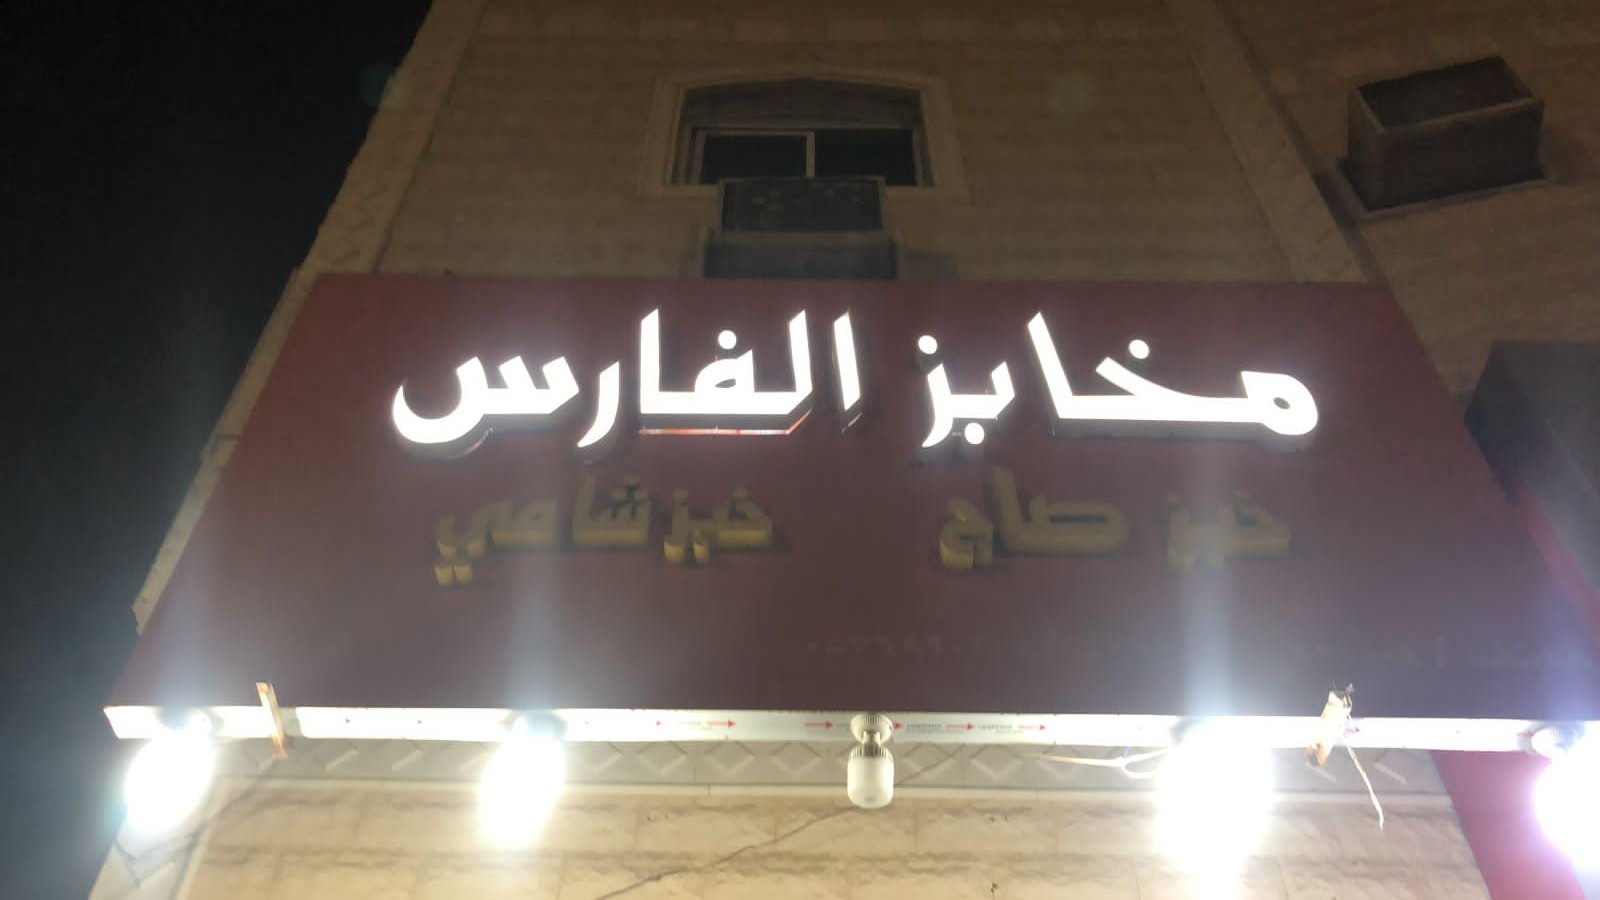 مخابز الفارس
خبز صاج خبز شامي